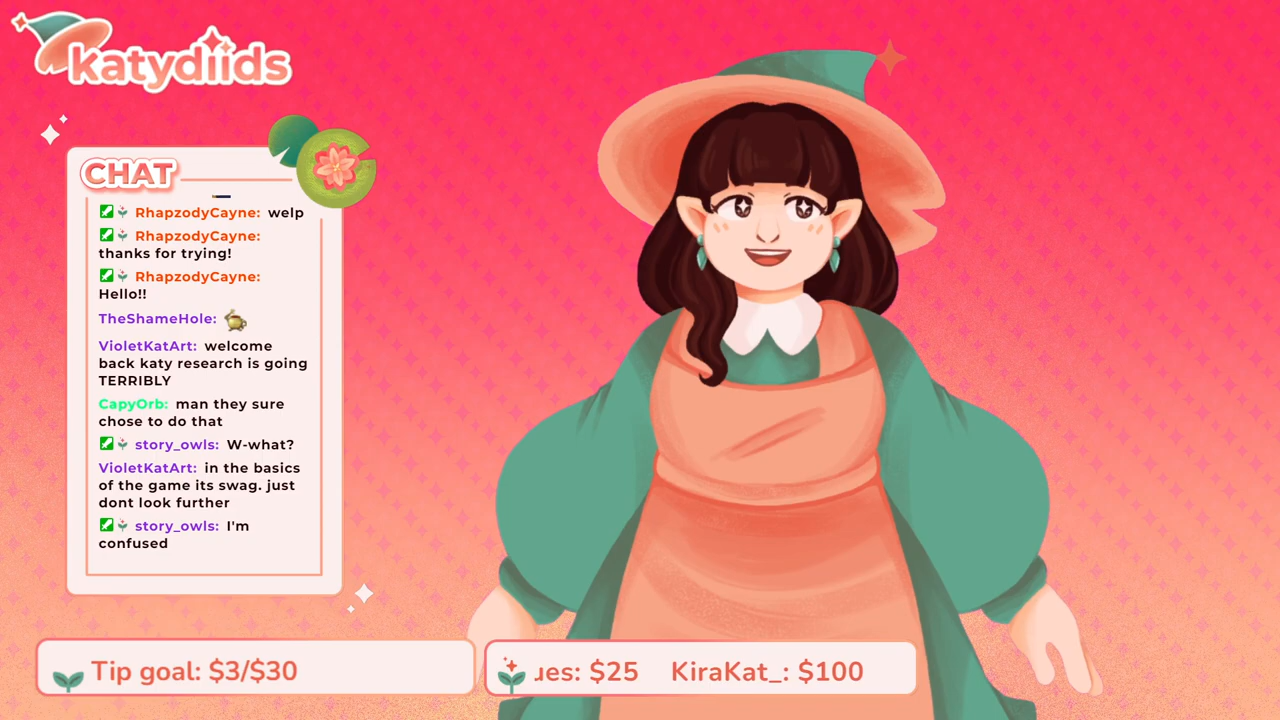 katydiids
CHAT
RhapzodyCayne: welp
RhapzodyCayne:
thanks for trying!
RhapzodyCayne:
Hello!!
TheShameHole:
VioletKatArt: welcome
back katy research is going
TERRIBLY
CapyOrb: man they sure
chose to do that
story_owls: W-what?
VioletKatArt: in the basics
of the game its swag. just
dont look further
story_owls: I'm
confused
Tip goal: $3/$30
ues: $25 KiraKat_: $100